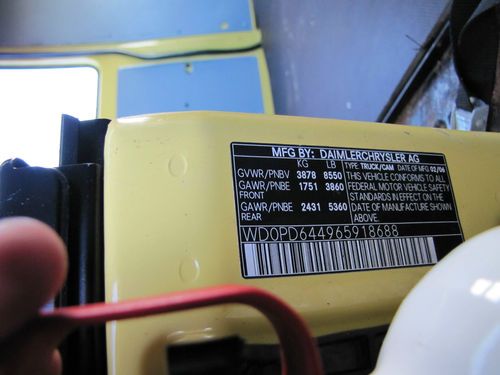 MFG BY: DAIMLERCHRYSLER AG
KG LB TYPE TRUCK/CAM DATE OF MFG 02/06
GVWR/PNBV 3878 8550 THIS VEHICLE CONFORMS TO ALL
GAWR/PNBE 1751 3860 FEDERAL MOTOR VEHICLE SAFETY
FRONT STANDARDS IN EFFECT ON THE
GAWR/PNBE 2431 5360 DATE OF MANUFACTURE SHOWN
REAR ABOVE.
WD0PD644965918688